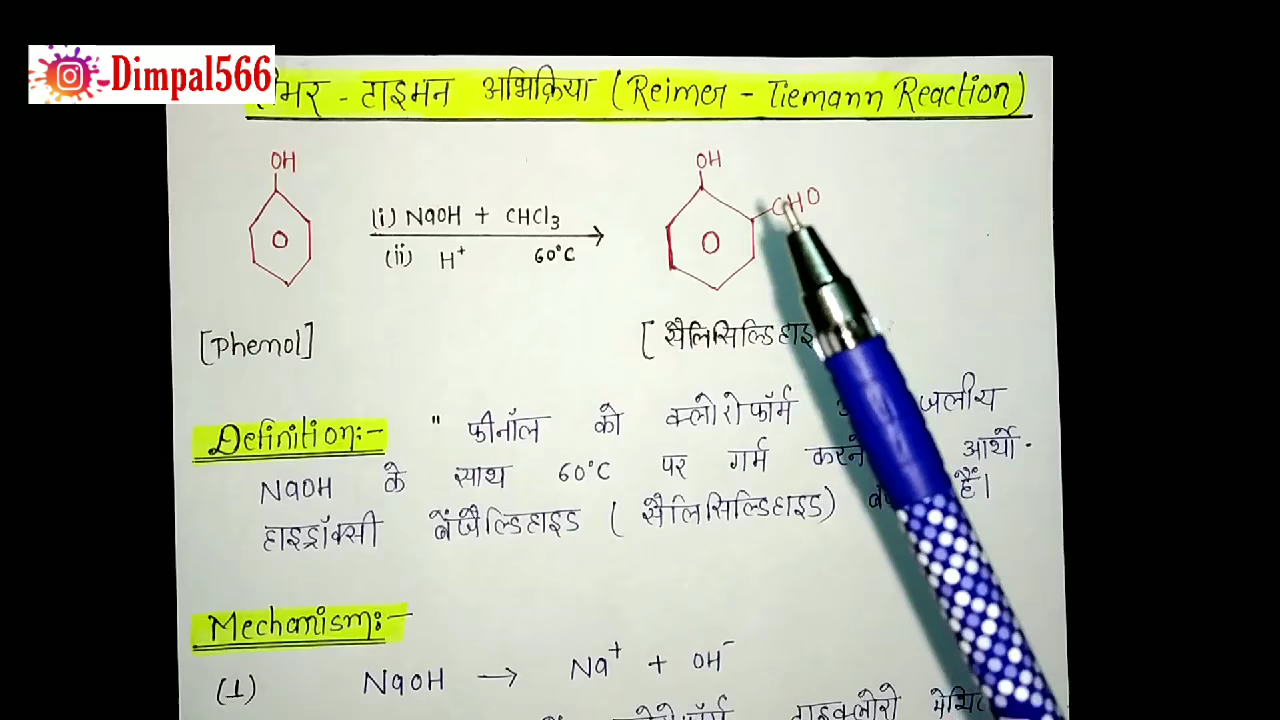 Dimpal566
टाइमन अभिक्रिया (Reimer - Tiemann Reaction)
OH
OH
CHO
(i) NaOH + CHCl3
(ii) H+ 60°C
[Phenol]
[सैलिसिल्डिहाइ
Definition:- " फीनॉल को क्लोरोफॉर्म जलीय
NaOH के साथ 60°C पर गर्म करने आर्थो-
हाइड्रॉक्सी बेंजैल्डिहाइड (सैलिसिल्डिहाइड) हैं।
Mechanism:-
(1) NaOH → Na+ + OH-